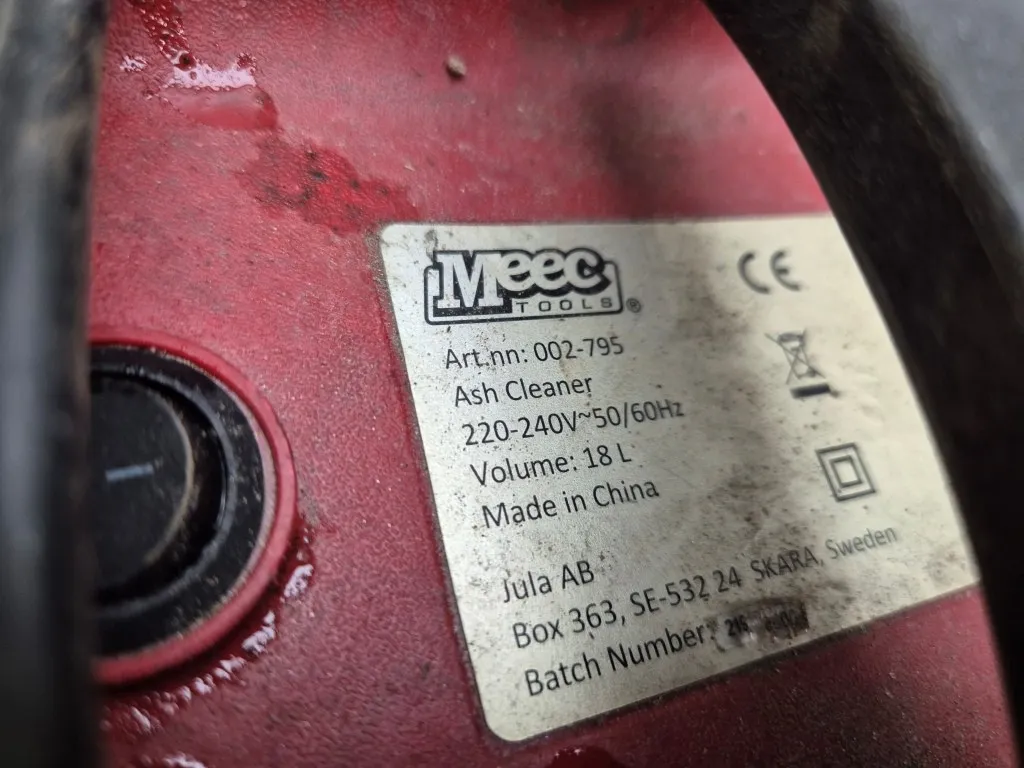 Meec
TOOLS®
CE
Art.nn: 002-795
Ash Cleaner
220-240V~50/60Hz
Volume: 18 L
Made in China
Jula AB
Box 363, SE-532 24 SKARA, Sweden
Batch Number: